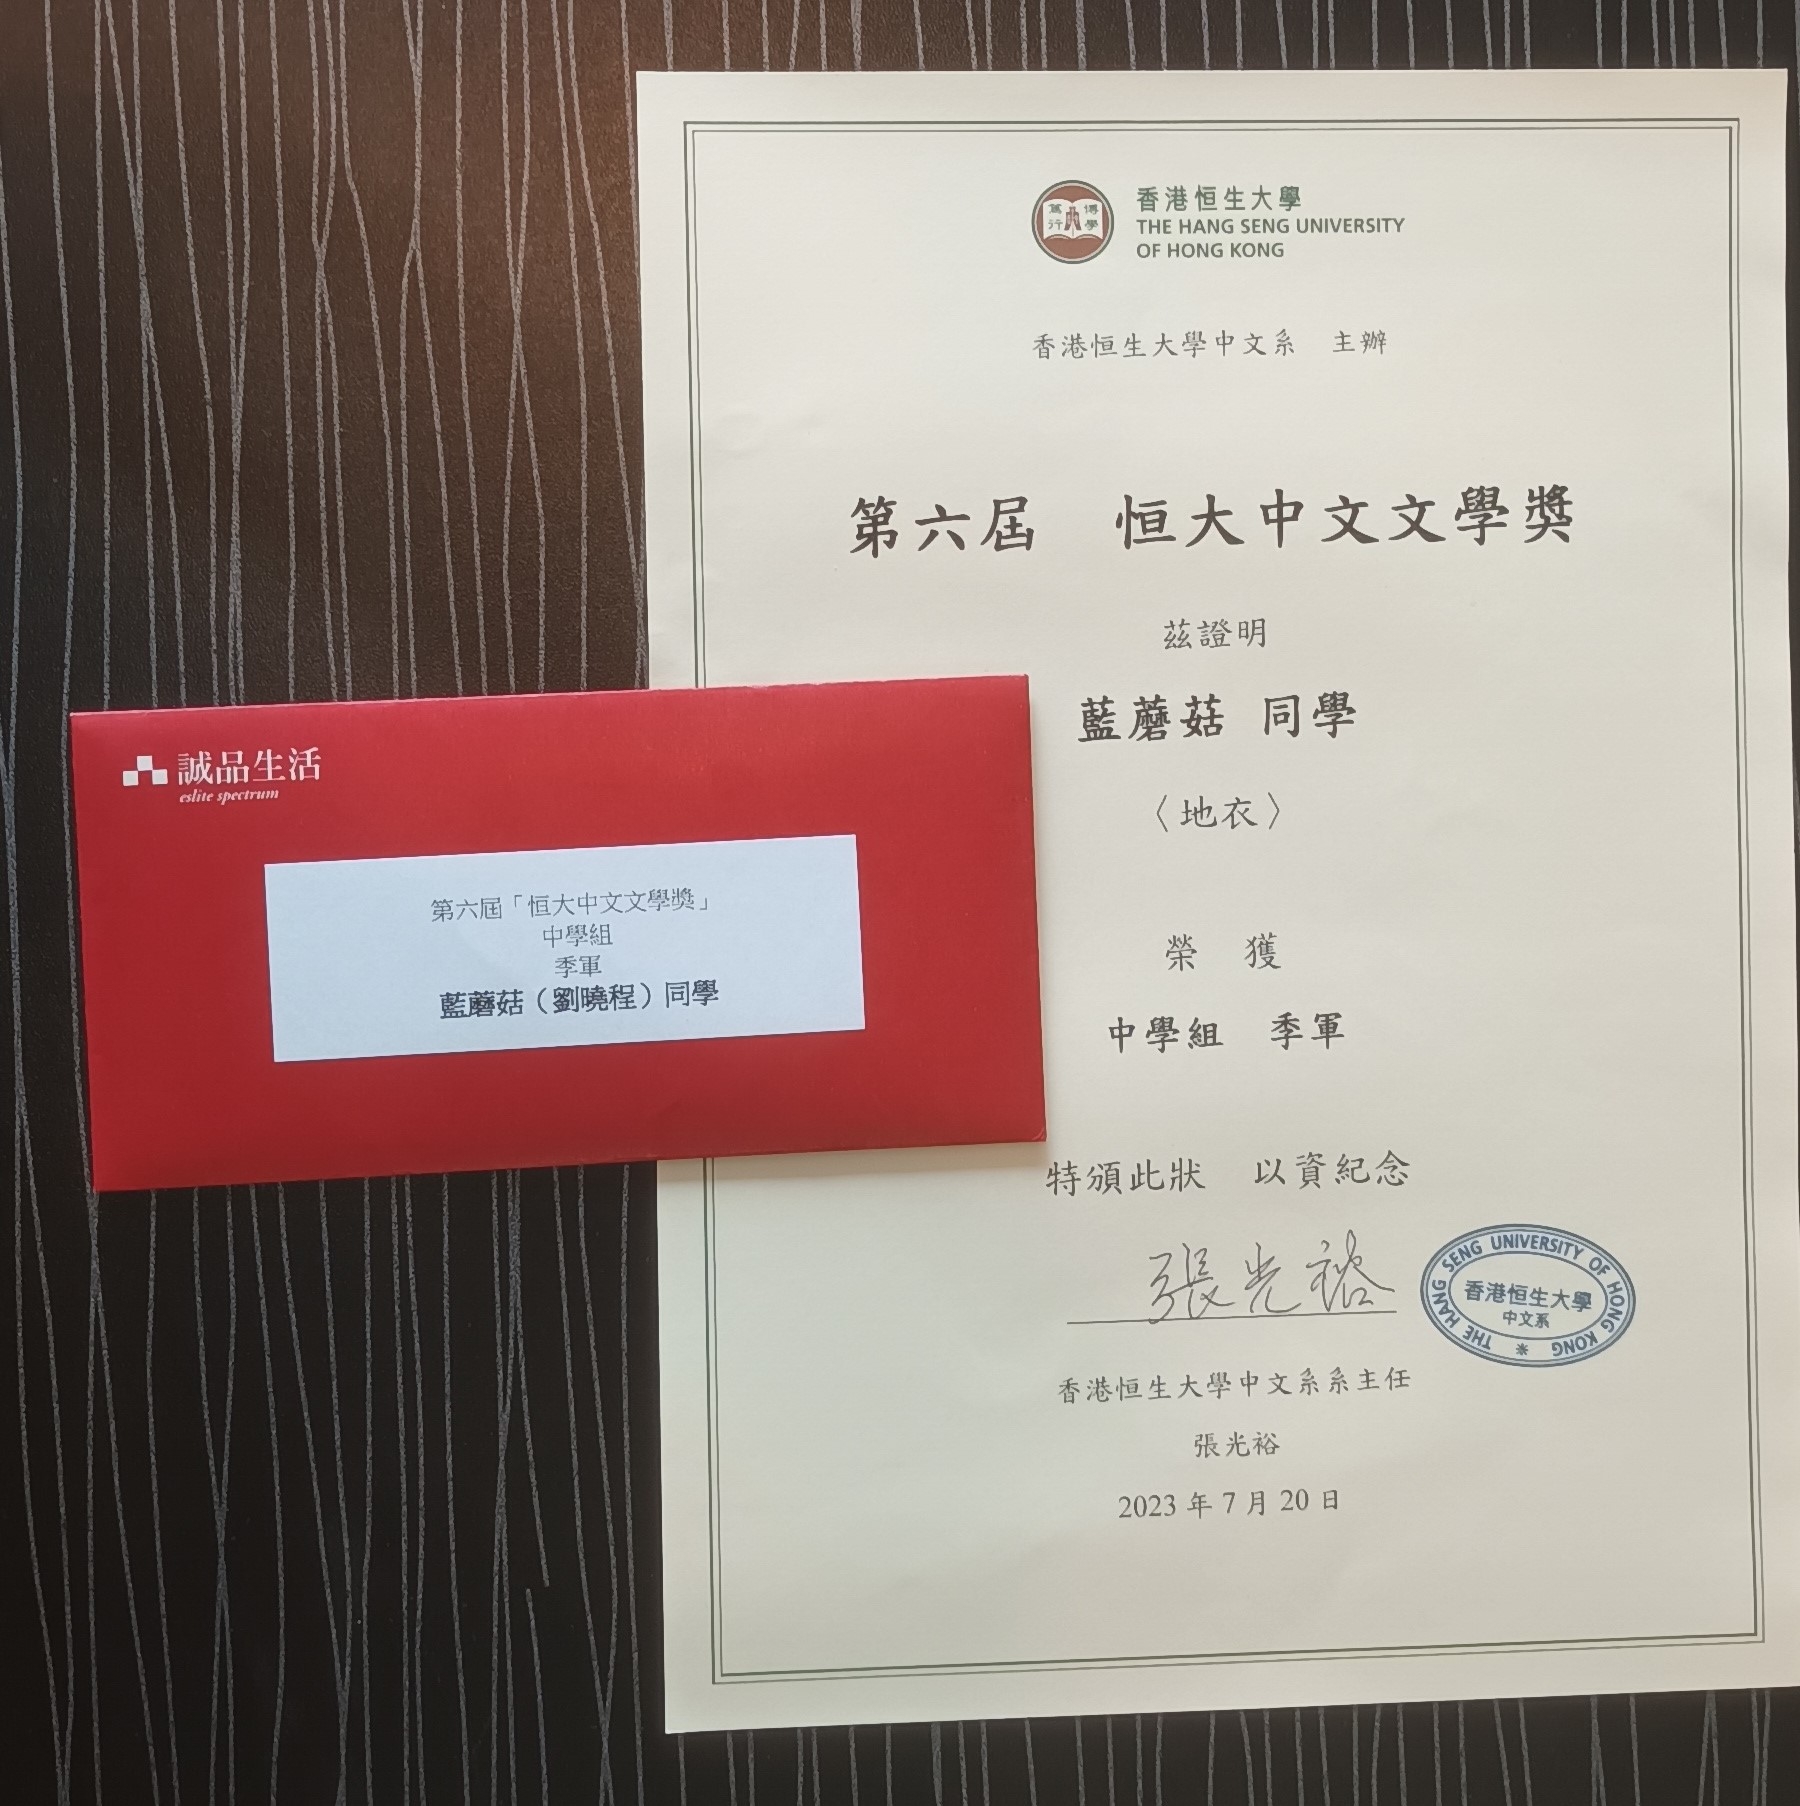 香港恒生大學
THE HANG SENG UNIVERSITY
OF HONG KONG
博學
篤行
香港恒生大學中文系　主辦
第六屆　恒大中文文學獎
茲證明
藍蘑菇 同學
〈地衣〉
榮　獲
中學組　季軍
特頒此狀　以資紀念
張光裕
THE HANG SENG UNIVERSITY OF HONG KONG
香港恒生大學
中文系
香港恒生大學中文系系主任
張光裕
2023 年 7 月 20 日
誠品生活
eslite spectrum
第六屆「恒大中文文學獎」
中學組
季軍
藍蘑菇（劉曉程）同學